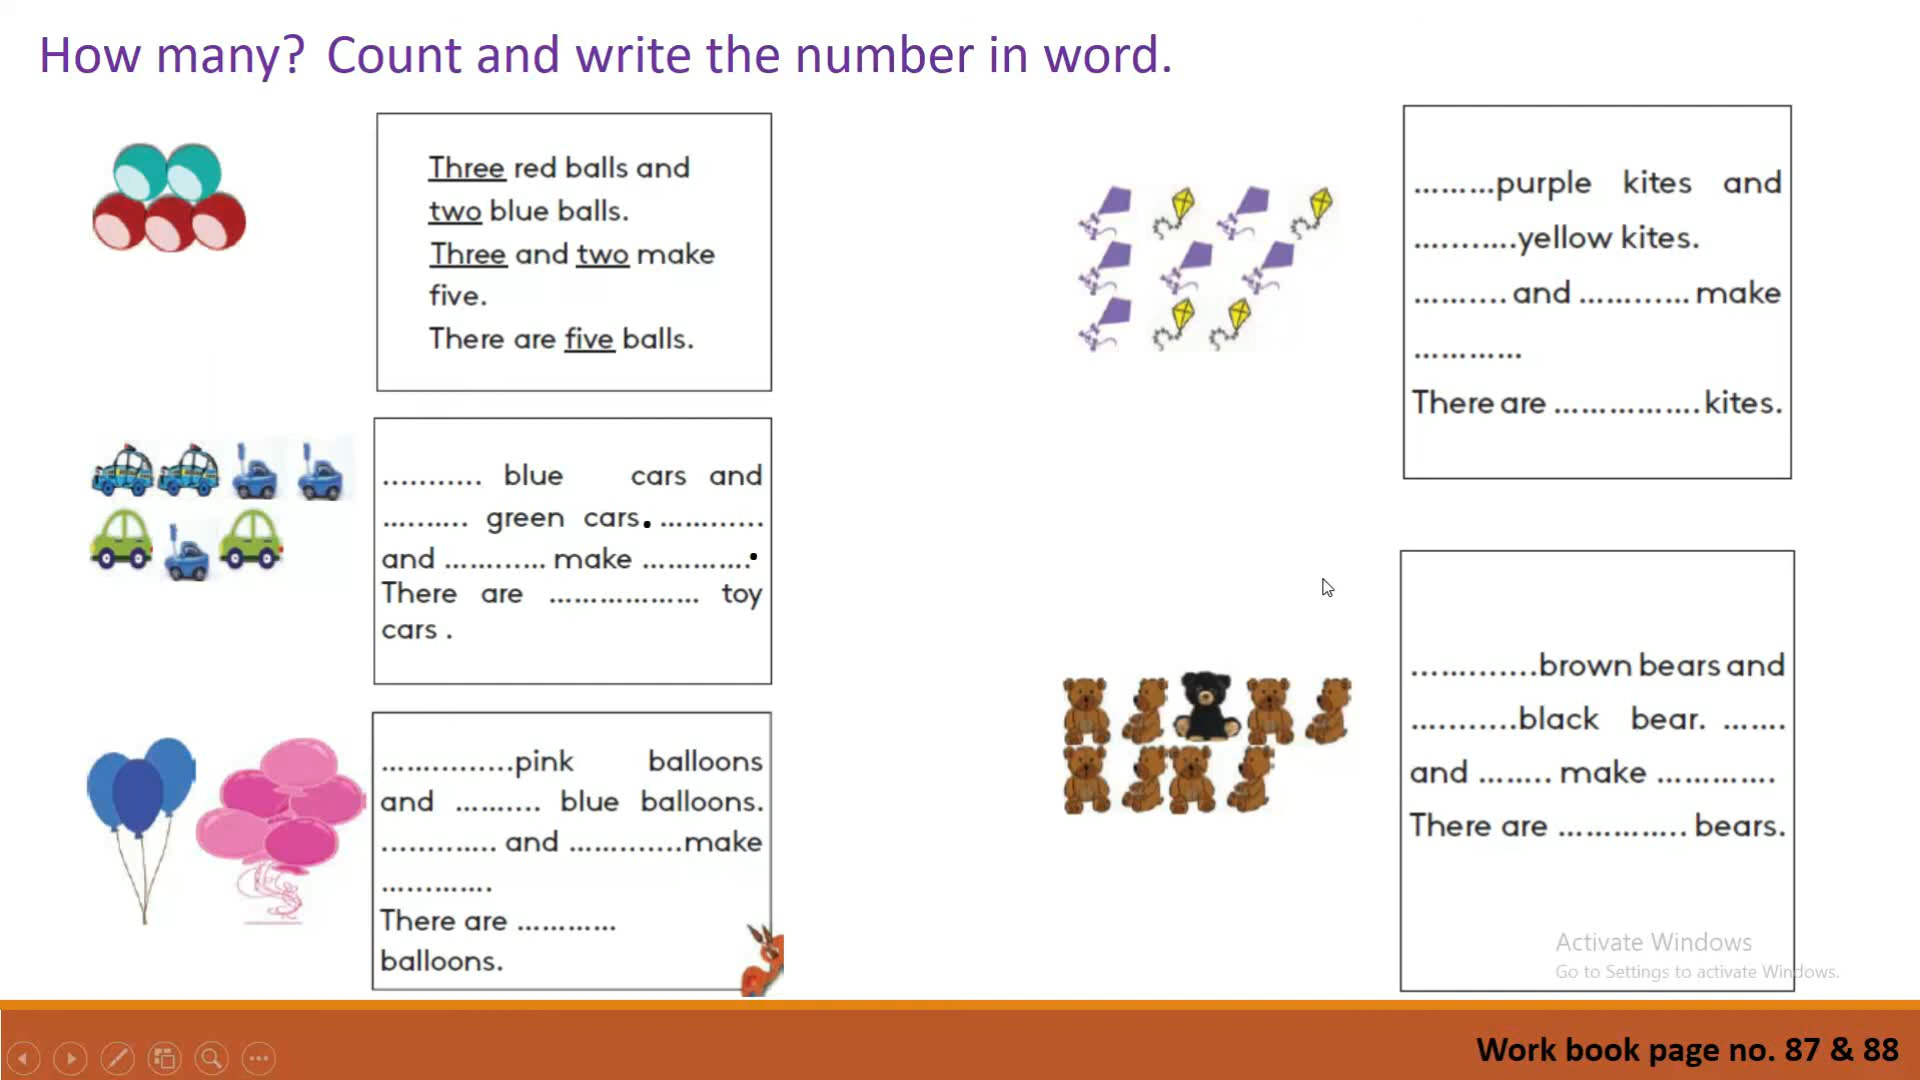 How many? Count and write the number in word.
Three red balls and
two blue balls.
Three and two make
five.
There are five balls.
........... blue cars and
.......... green cars. ............
and ............ make .............
There are .................. toy
cars .
................pink balloons
and .......... blue balloons.
............. and .............make
.............
There are ............
balloons.
.........purple kites and
............yellow kites.
........... and ............. make
.............
There are .................kites.
...............brown bears and
............black bear. .......
and ........ make ..............
There are ............... bears.
Activate Windows
Go to Settings to activate Windows.
Work book page no. 87 & 88